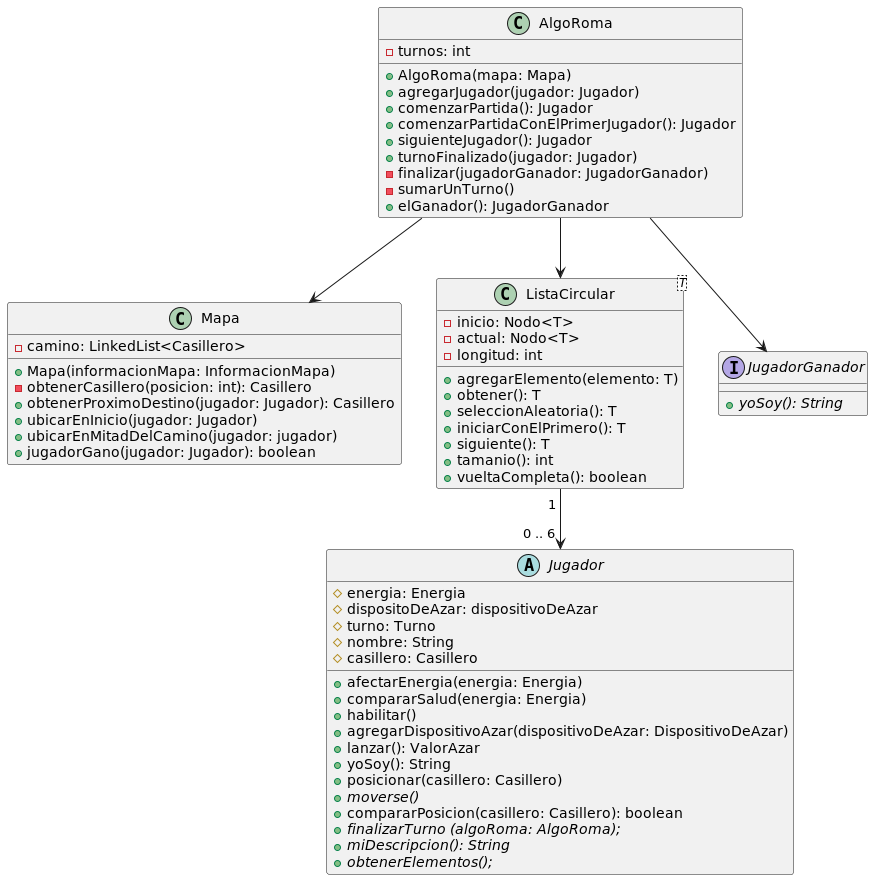 C AlgoRoma
turnos: int
AlgoRoma(mapa: Mapa)
agregarJugador(jugador: Jugador)
comenzarPartida(): Jugador
comenzarPartidaConElPrimerJugador(): Jugador
siguienteJugador(): Jugador
turnoFinalizado(jugador: Jugador)
finalizar(jugadorGanador: JugadorGanador)
sumarUnTurno()
elGanador(): JugadorGanador
C Mapa
camino: LinkedList<Casillero>
Mapa(informacionMapa: InformacionMapa)
obtenerCasillero(posicion: int): Casillero
obtenerProximoDestino(jugador: Jugador): Casillero
ubicarEnInicio(jugador: Jugador)
ubicarEnMitadDelCamino(jugador: jugador)
jugadorGano(jugador: Jugador): boolean
C ListaCircular
T
inicio: Nodo<T>
actual: Nodo<T>
longitud: int
agregarElemento(elemento: T)
obtener(): T
seleccionAleatoria(): T
iniciarConElPrimero(): T
siguiente(): T
tamanio(): int
vueltaCompleta(): boolean
I JugadorGanador
yoSoy(): String
1
0 .. 6
A Jugador
energia: Energia
dispositoDeAzar: dispositivoDeAzar
turno: Turno
nombre: String
casillero: Casillero
afectarEnergia(energia: Energia)
compararSalud(energia: Energia)
habilitar()
agregarDispositivoAzar(dispositivoDeAzar: DispositivoDeAzar)
lanzar(): ValorAzar
yoSoy(): String
posicionar(casillero: Casillero)
moverse()
compararPosicion(casillero: Casillero): boolean
finalizarTurno (algoRoma: AlgoRoma);
miDescripcion(): String
obtenerElementos();